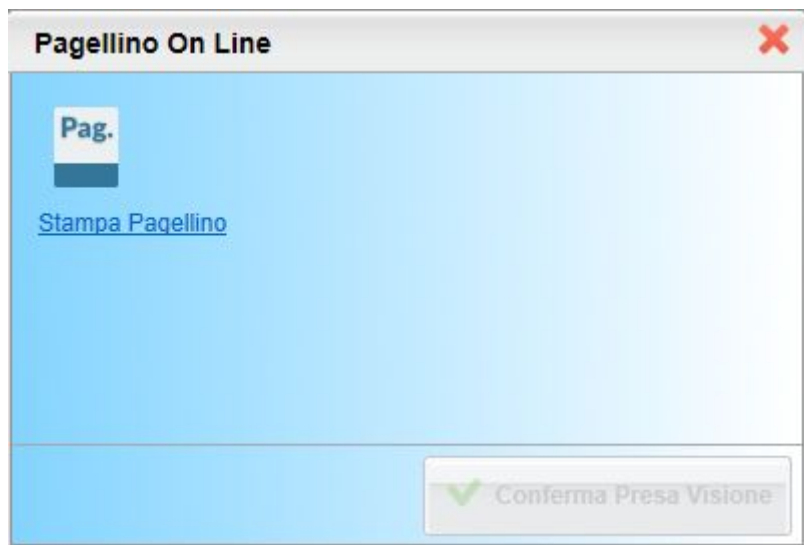 Pagellino On Line
Pag.
Stampa Pagellino
Conferma Presa Visione